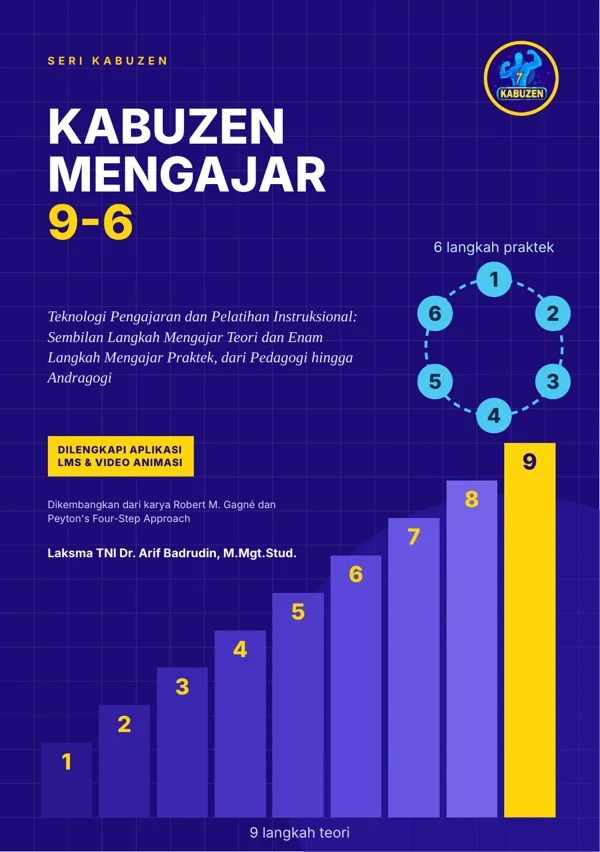 SERI KABUZEN
7
KABUZEN
KABUZEN
MENGAJAR
9-6
6 langkah praktek
1
2
3
4
5
6
Teknologi Pengajaran dan Pelatihan Instruksional:
Sembilan Langkah Mengajar Teori dan Enam
Langkah Mengajar Praktek, dari Pedagogi hingga
Andragogi
DILENGKAPI APLIKASI
LMS & VIDEO ANIMASI
Dikembangkan dari karya Robert M. Gagné dan
Peyton's Four-Step Approach
Laksma TNI Dr. Arif Badrudin, M.Mgt.Stud.
1
2
3
4
5
6
7
8
9
9 langkah teori